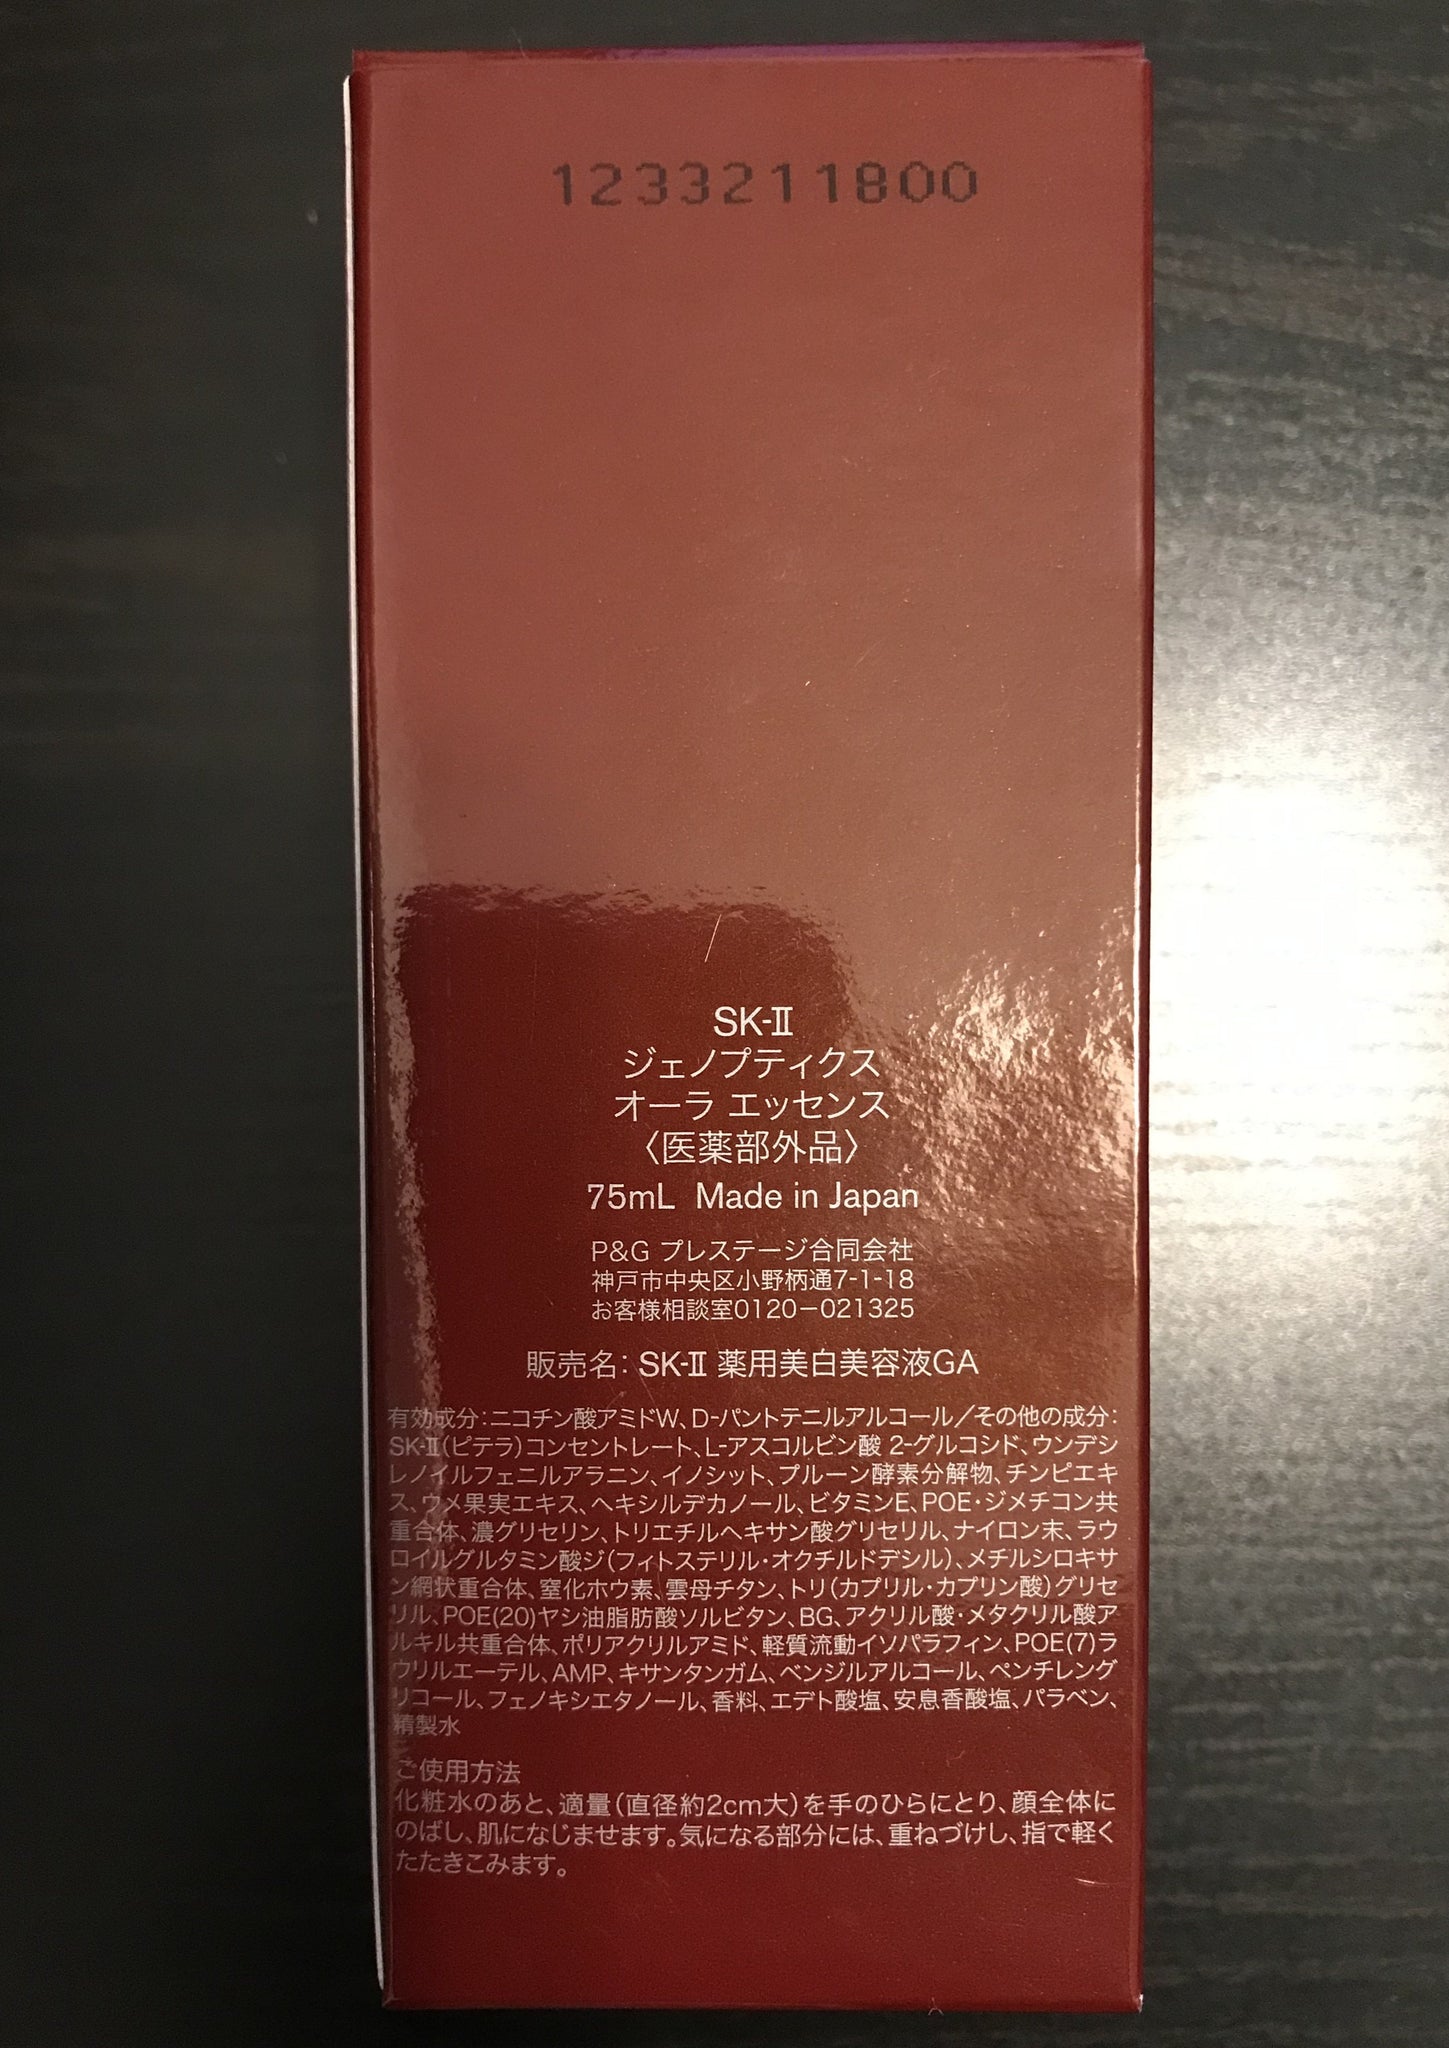 1233211800
SK-Ⅱ
ジェノプティクス
オーラ エッセンス
〈医薬部外品〉
75mL Made in Japan
P&G プレステージ合同会社
神戸市中央区小野柄通7-1-18
お客様相談室0120−021325
販売名：SK-Ⅱ 薬用美白美容液GA
有効成分：ニコチン酸アミドW、D-パントテニルアルコール／その他の成分：
SK-Ⅱ(ピテラ)コンセントレート、L-アスコルビン酸 2-グルコシド、ウンデシ
レノイルフェニルアラニン、イノシット、プルーン酵素分解物、チンピエキ
ス、ウメ果実エキス、ヘキシルデカノール、ビタミンE、POE・ジメチコン共
重合体、濃グリセリン、トリエチルヘキサン酸グリセリル、ナイロン末、ラウ
ロイルグルタミン酸ジ(フィトステリル・オクチルドデシル)、メチルシロキサ
ン網状重合体、窒化ホウ素、雲母チタン、トリ(カプリル・カプリン酸)グリセ
リル、POE(20)ヤシ油脂肪酸ソルビタン、BG、アクリル酸・メタクリル酸ア
ルキル共重合体、ポリアクリルアミド、軽質流動イソパラフィン、POE(7)ラ
ウリルエーテル、AMP、キサンタンガム、ベンジルアルコール、ペンチレング
リコール、フェノキシエタノール、香料、エデト酸塩、安息香酸塩、パラベン、
精製水
ご使用方法
化粧水のあと、適量(直径約2cm大)を手のひらにとり、顔全体に
のばし、肌になじませます。気になる部分には、重ねづけし、指で軽く
たたきこみます。